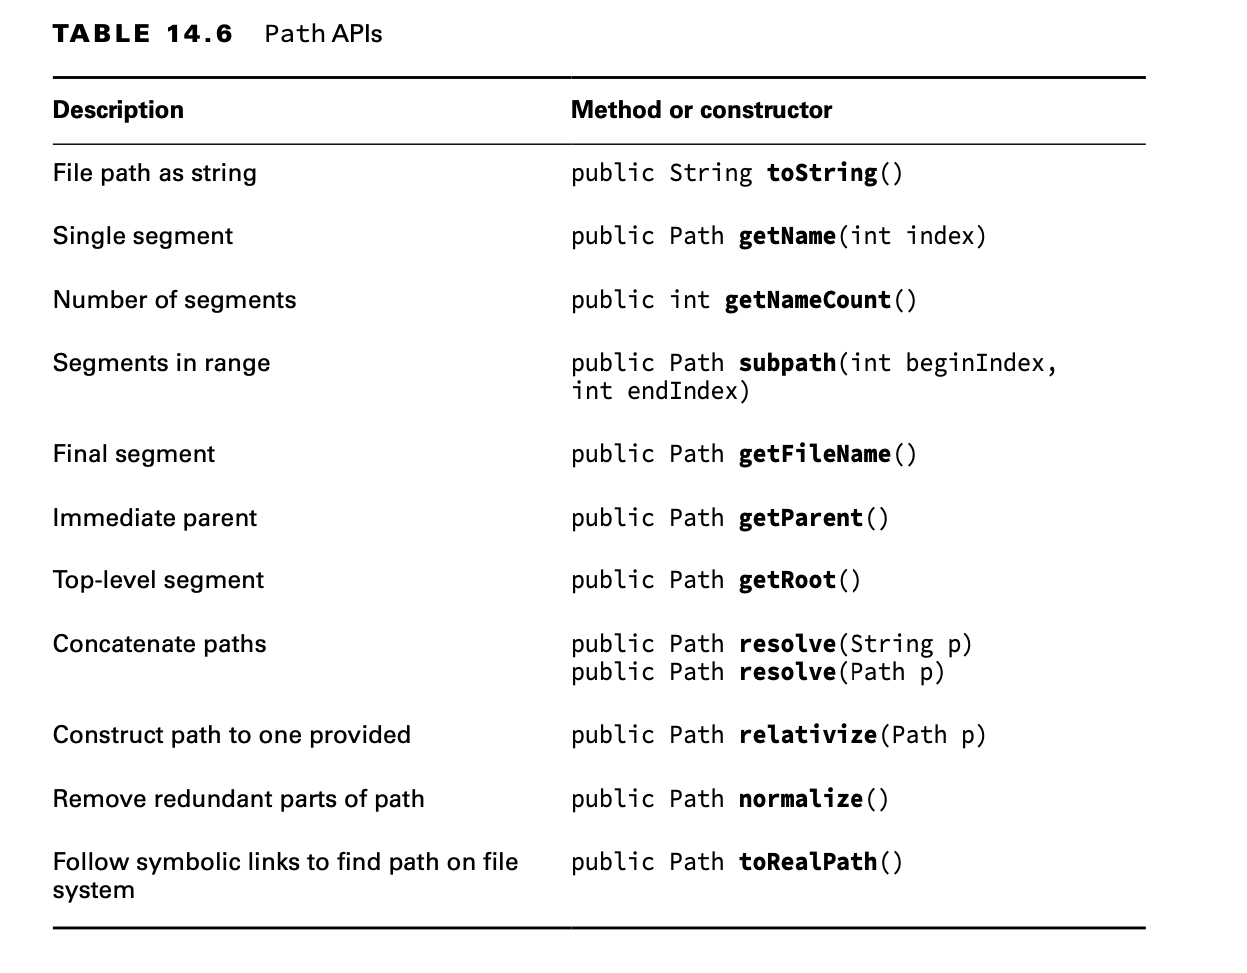 TABLE 14.6 Path APIs
Description Method or constructor
File path as string public String toString()
Single segment public Path getName(int index)
Number of segments public int getNameCount()
Segments in range public Path subpath(int beginIndex,
int endIndex)
Final segment public Path getFileName()
Immediate parent public Path getParent()
Top-level segment public Path getRoot()
Concatenate paths public Path resolve(String p)
public Path resolve(Path p)
Construct path to one provided public Path relativize(Path p)
Remove redundant parts of path public Path normalize()
Follow symbolic links to find path on file public Path toRealPath()
system